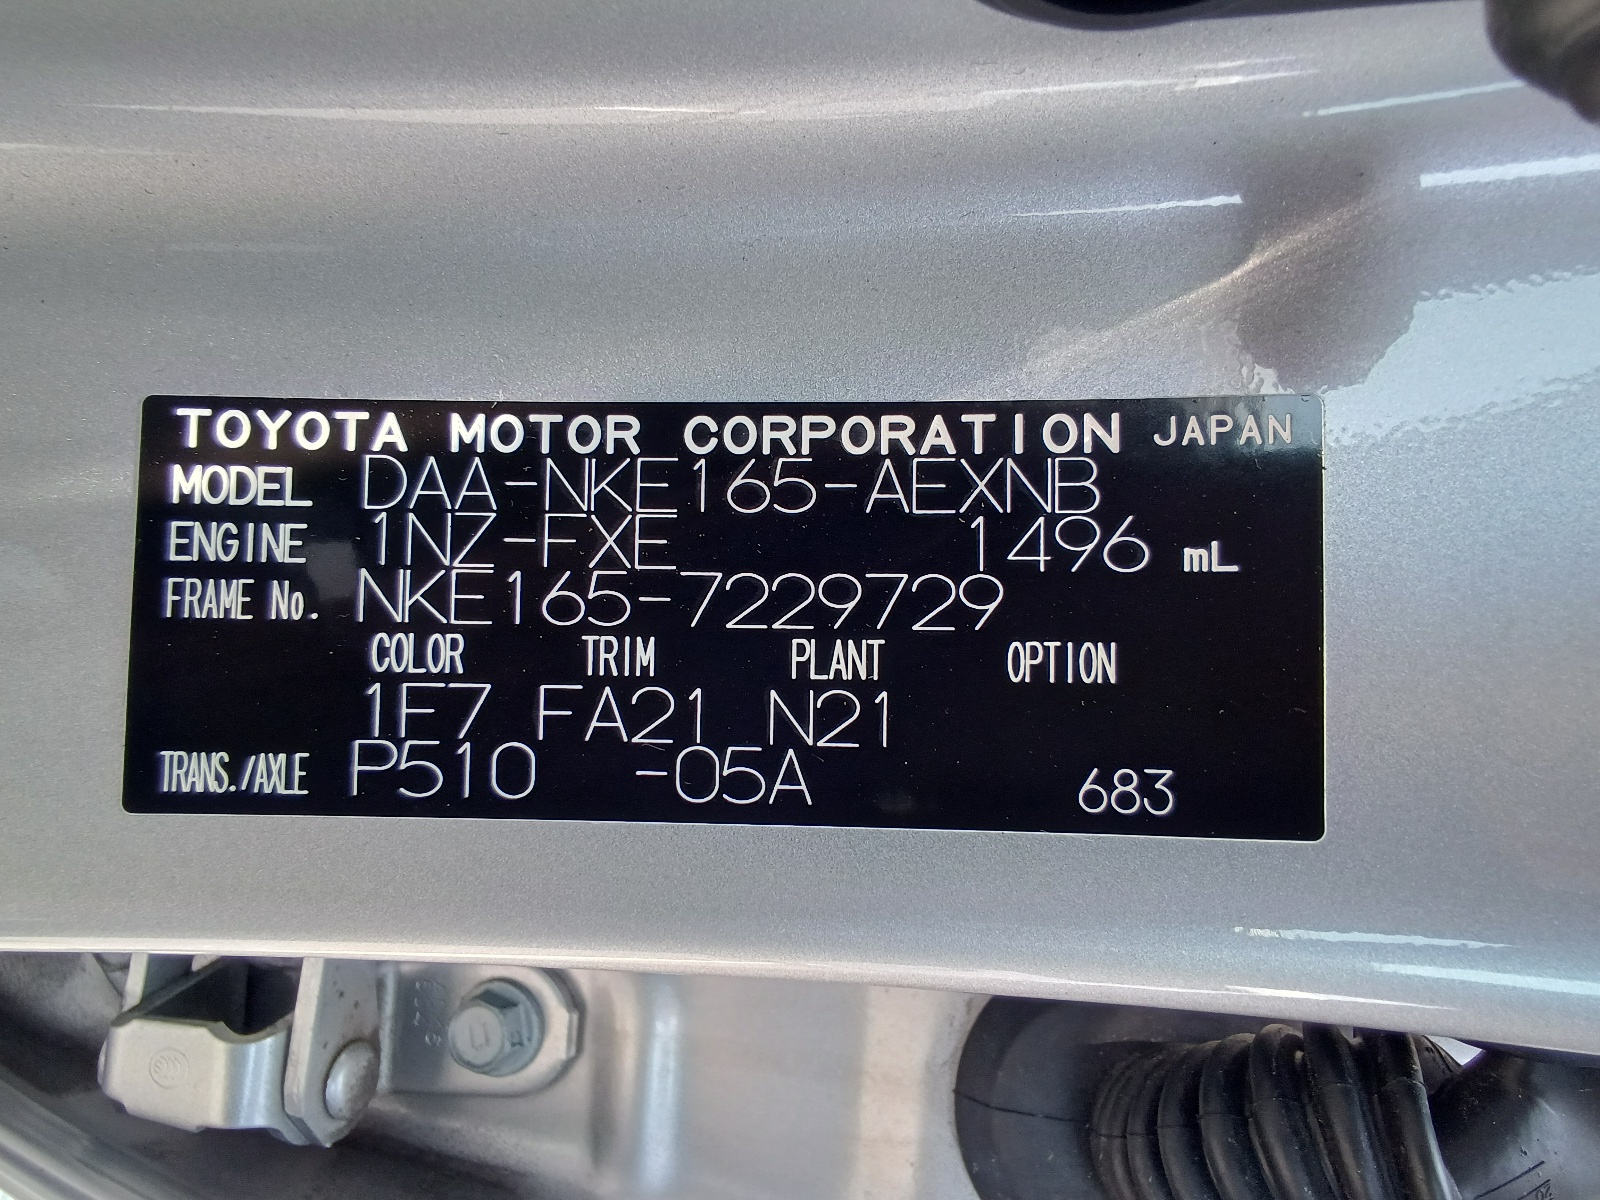 TOYOTA MOTOR CORPORATION JAPAN
MODEL DAA-NKE165-AEXNB
ENGINE 1NZ-FXE 1496 mL
FRAME No. NKE165-7229729
COLOR TRIM PLANT OPTION
1F7 FA21 N21
TRANS./AXLE P510 -05A 683